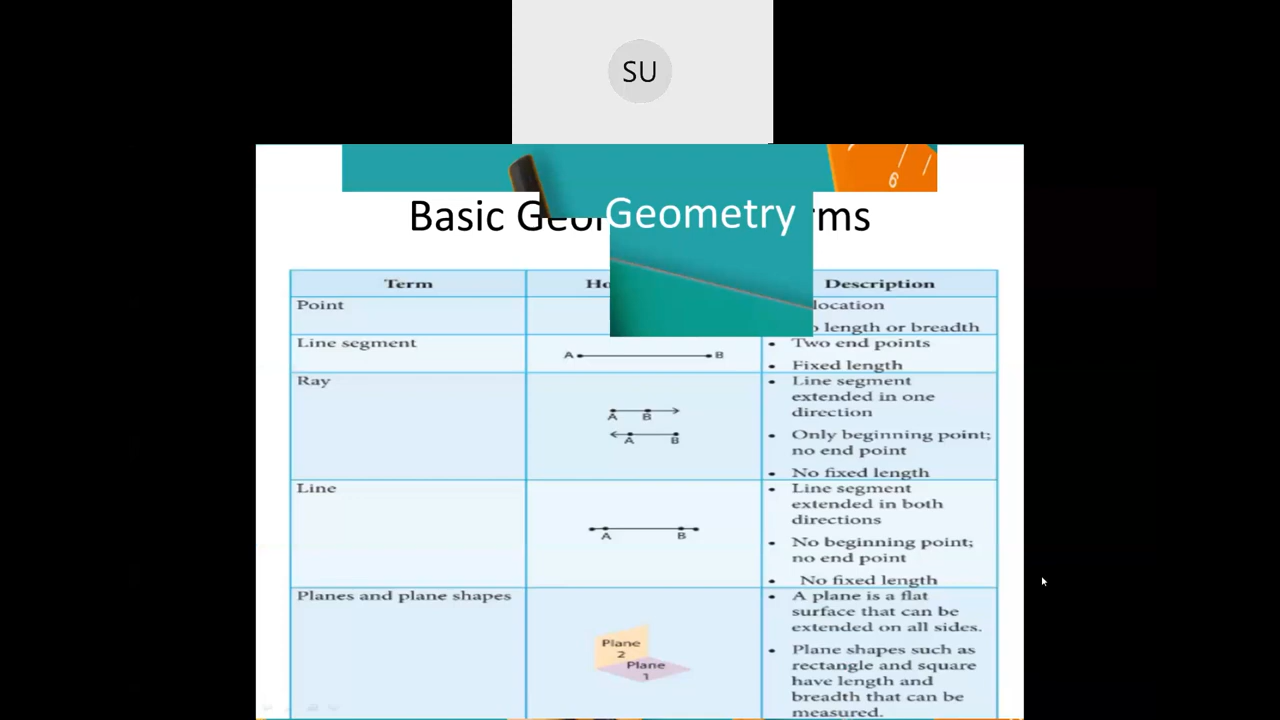 SU
6
Basic Geo Geometry rms
Term
Ho
Description
Point
location
length or breadth
Line segment
A B
Two end points
Fixed length
Ray
A B
A B
Line segment
extended in one
direction
Only beginning point;
no end point
No fixed length
Line
A B
Line segment
extended in both
directions
No beginning point;
no end point
No fixed length
Planes and plane shapes
Plane
2
Plane
1
A plane is a flat
surface that can be
extended on all sides.
Plane shapes such as
rectangle and square
have length and
breadth that can be
measured.